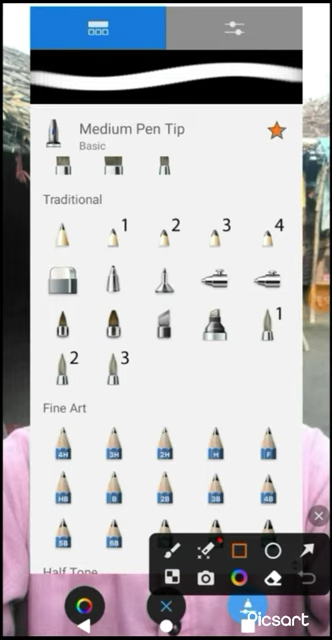 Medium Pen Tip
Basic
Traditional
1 2 3 4
1
2 3
Fine Art
4H 3H 2H H F
HB B 2B 3B 4B
5B 6B
Half Tone
Picsart